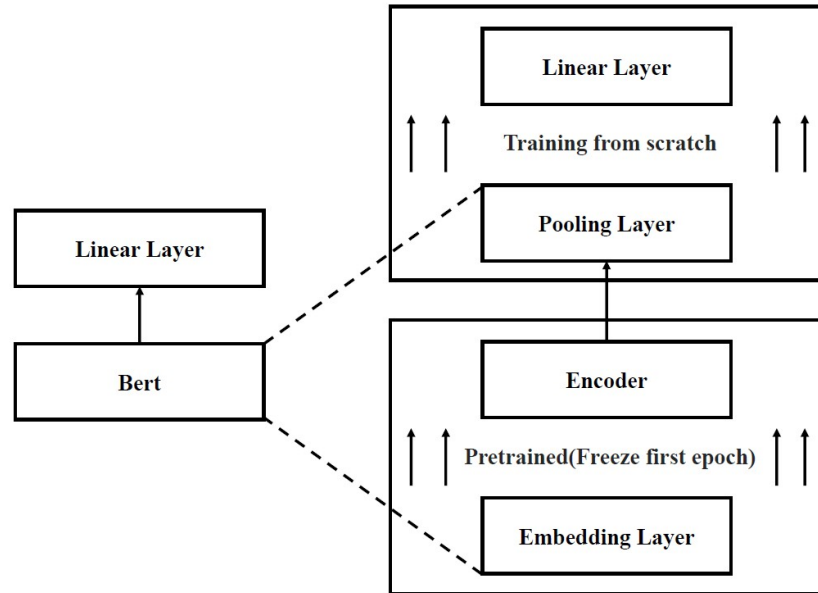 Linear Layer
Training from scratch
Pooling Layer
Linear Layer
Bert
Encoder
Pretrained(Freeze first epoch)
Embedding Layer